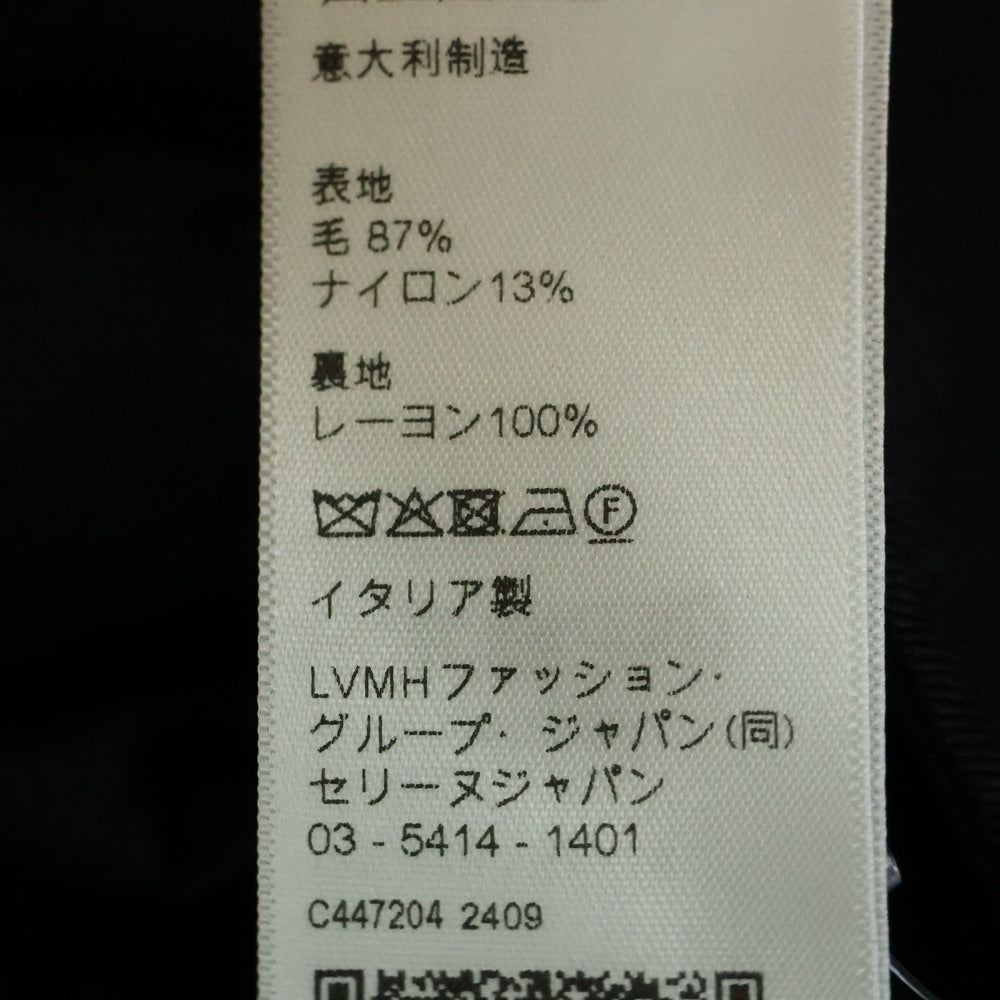 意大利制造
表地
毛 87%
ナイロン13%
裏地
レーヨン100%
F
イタリア製
LVMHファッション·
グループ· ジャパン(同)
セリーヌジャパン
03 - 5414 - 1401
C447204 2409